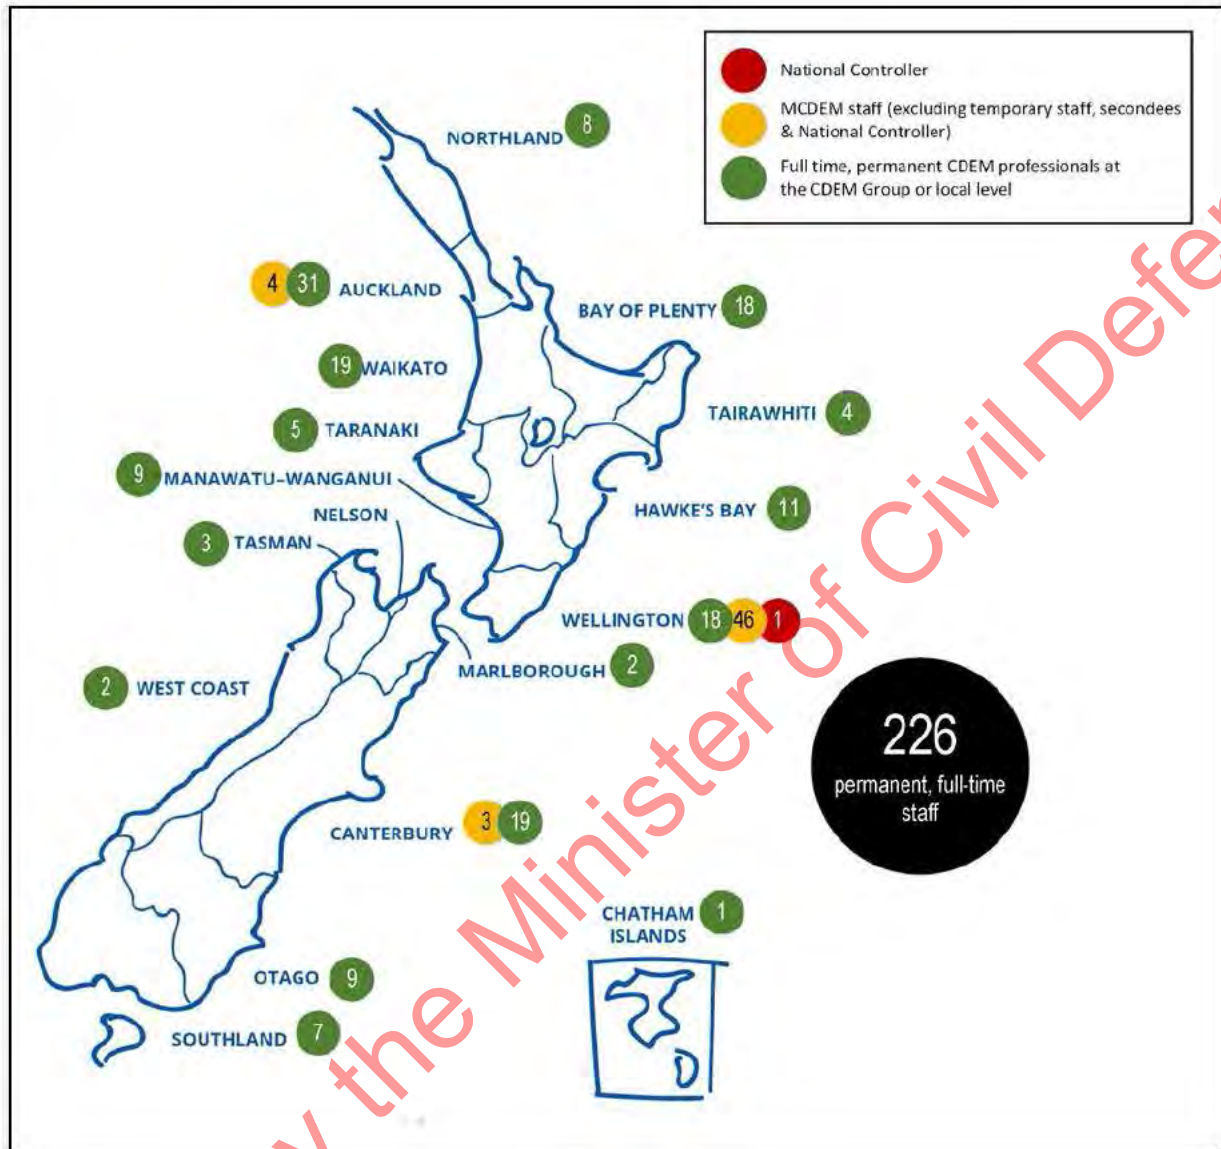 National Controller
MCDEM staff (excluding temporary staff, secondees
& National Controller)
Full time, permanent CDEM professionals at
the CDEM Group or local level
NORTHLAND 8
4 31 AUCKLAND
BAY OF PLENTY 18
19 WAIKATO
TAIRAWHITI 4
5 TARANAKI
9 MANAWATU–WANGANUI
HAWKE'S BAY 11
NELSON
3 TASMAN
WELLINGTON 18 46 1
MARLBOROUGH 2
2 WEST COAST
226
permanent, full-time
staff
CANTERBURY 3 19
CHATHAM 1
ISLANDS
OTAGO 9
SOUTHLAND 7
y the Minister of Civil Defe